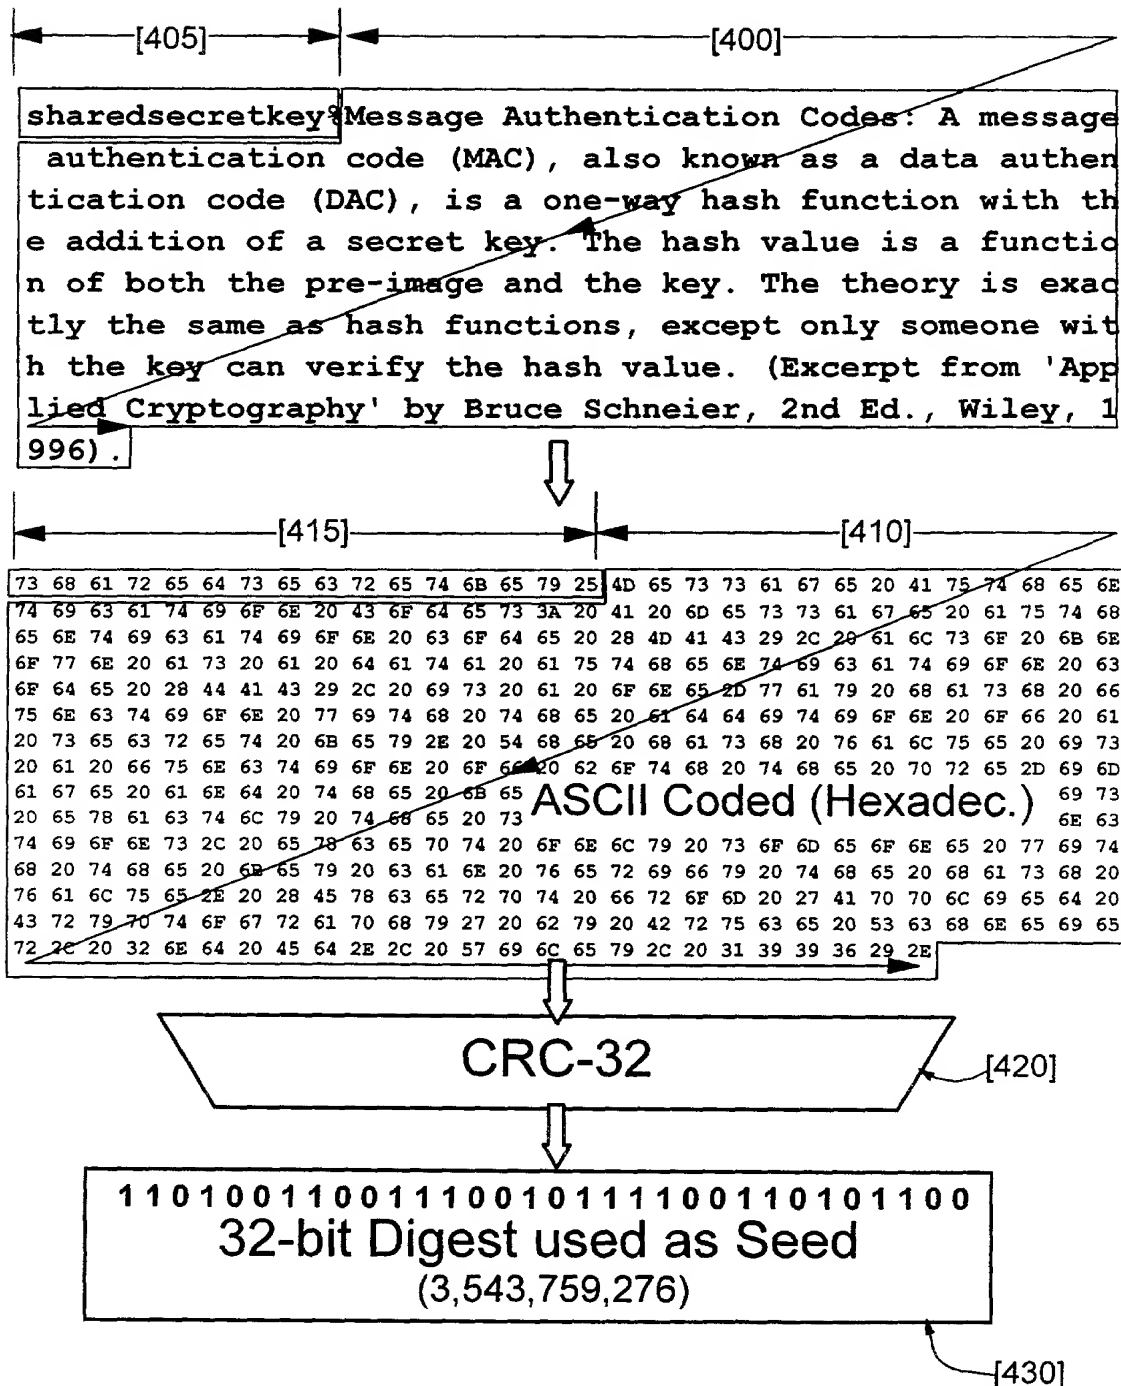 [405] [400]
sharedsecretkey%Message Authentication Codes: A message
authentication code (MAC), also known as a data authen
tication code (DAC), is a one-way hash function with th
e addition of a secret key. The hash value is a functio
n of both the pre-image and the key. The theory is exac
tly the same as hash functions, except only someone wit
h the key can verify the hash value. (Excerpt from 'App
lied Cryptography' by Bruce Schneier, 2nd Ed., Wiley, 1
996).
[415] [410]
73 68 61 72 65 64 73 65 63 72 65 74 6B 65 79 25 4D 65 73 73 61 67 65 20 41 75 74 68 65 6E
74 69 63 61 74 69 6F 6E 20 43 6F 64 65 73 3A 20 41 20 6D 65 73 73 61 67 65 20 61 75 74 68
65 6E 74 69 63 61 74 69 6F 6E 20 63 6F 64 65 20 28 4D 41 43 29 2C 20 61 6C 73 6F 20 6B 6E
6F 77 6E 20 61 73 20 61 20 64 61 74 61 20 61 75 74 68 65 6E 74 69 63 61 74 69 6F 6E 20 63
6F 64 65 20 28 44 41 43 29 2C 20 69 73 20 61 20 6F 6E 65 2D 77 61 79 20 68 61 73 68 20 66
75 6E 63 74 69 6F 6E 20 77 69 74 68 20 74 68 65 20 61 64 64 69 74 69 6F 6E 20 6F 66 20 61
20 73 65 63 72 65 74 20 6B 65 79 2E 20 54 68 65 20 68 61 73 68 20 76 61 6C 75 65 20 69 73
20 61 20 66 75 6E 63 74 69 6F 6E 20 6F 66 20 62 6F 74 68 20 74 68 65 20 70 72 65 2D 69 6D
61 67 65 20 61 6E 64 20 74 68 65 20 6B 65 69 73
ASCII Coded (Hexadec.)
20 65 78 61 63 74 6C 79 20 74 68 65 20 73 6E 63
74 69 6F 6E 73 2C 20 65 78 63 65 70 74 20 6F 6E 6C 79 20 73 6F 6D 65 6F 6E 65 20 77 69 74
68 20 74 68 65 20 6B 65 79 20 63 61 6E 20 76 65 72 69 66 79 20 74 68 65 20 68 61 73 68 20
76 61 6C 75 65 2E 20 28 45 78 63 65 72 70 74 20 66 72 6F 6D 20 27 41 70 70 6C 69 65 64 20
43 72 79 70 74 6F 67 72 61 70 68 79 27 20 62 79 20 42 72 75 63 65 20 53 63 68 6E 65 69 65
72 2C 20 32 6E 64 20 45 64 2E 2C 20 57 69 6C 65 79 2C 20 31 39 39 36 29 2E
CRC-32
[420]
11010011001110010111100110101100
32-bit Digest used as Seed
(3,543,759,276)
[430]